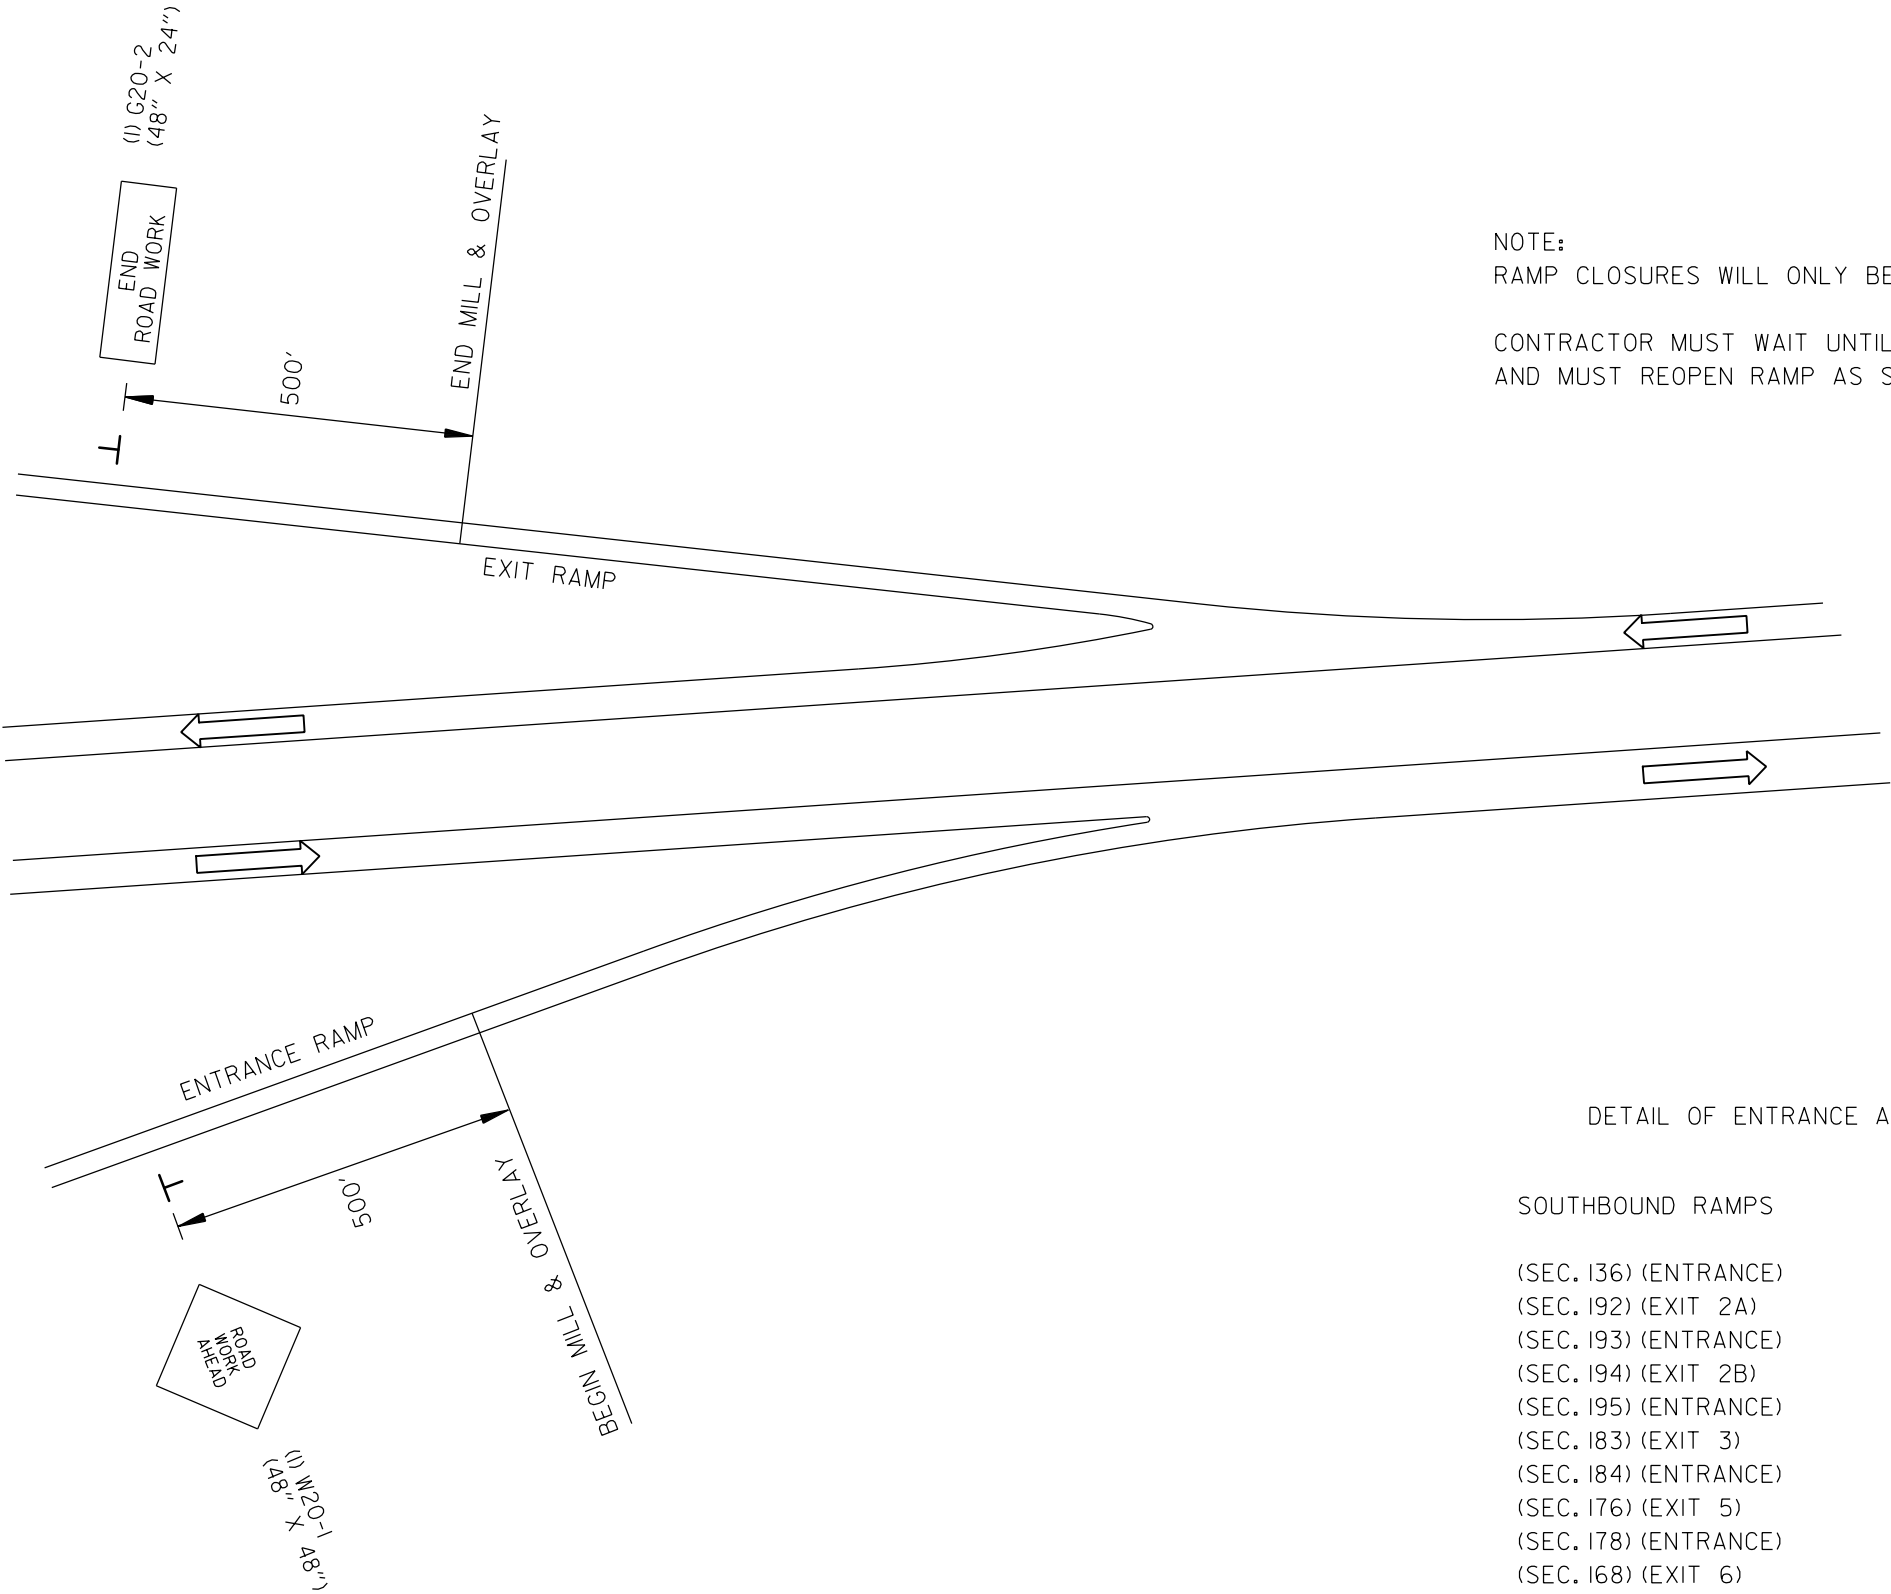 (1) G20-2
(48" X 24")
END
ROAD WORK
500'
END MILL & OVERLAY
NOTE:
RAMP CLOSURES WILL ONLY BE
CONTRACTOR MUST WAIT UNTIL
AND MUST REOPEN RAMP AS S
EXIT RAMP
ENTRANCE RAMP
500'
BEGIN MILL & OVERLAY
ROAD
WORK
AHEAD
(1) W20-1
(48" X 48")
DETAIL OF ENTRANCE A
SOUTHBOUND RAMPS
(SEC. 136) (ENTRANCE)
(SEC. 192) (EXIT 2A)
(SEC. 193) (ENTRANCE)
(SEC. 194) (EXIT 2B)
(SEC. 195) (ENTRANCE)
(SEC. 183) (EXIT 3)
(SEC. 184) (ENTRANCE)
(SEC. 176) (EXIT 5)
(SEC. 178) (ENTRANCE)
(SEC. 168) (EXIT 6)